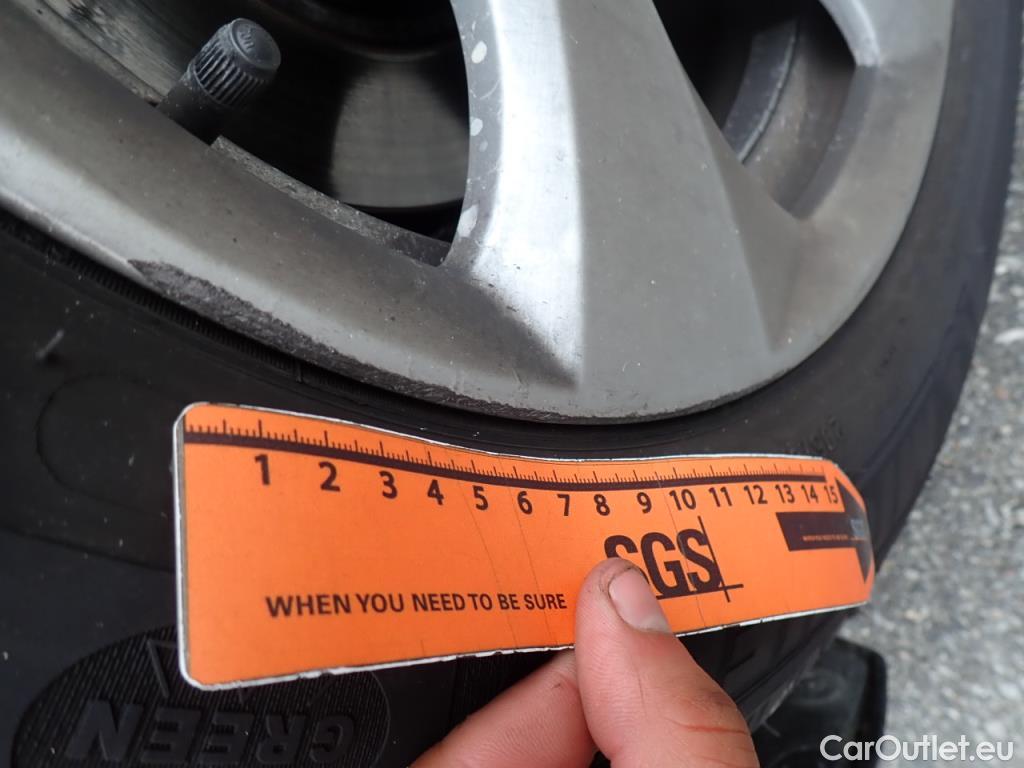 1 2 3 4 5 6 7 8 9 10 11 12 13 14 15
SGS
WHEN YOU NEED TO BE SURE
GREEN
CarOutlet.eu